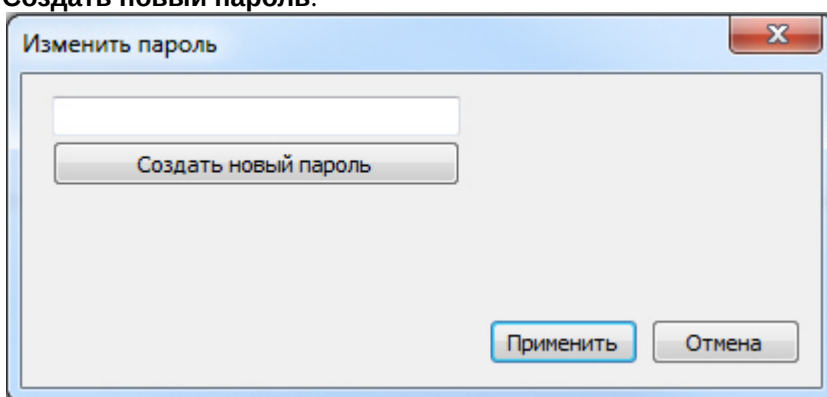 Создать новый пароль.
Изменить пароль
Создать новый пароль
Применить Отмена